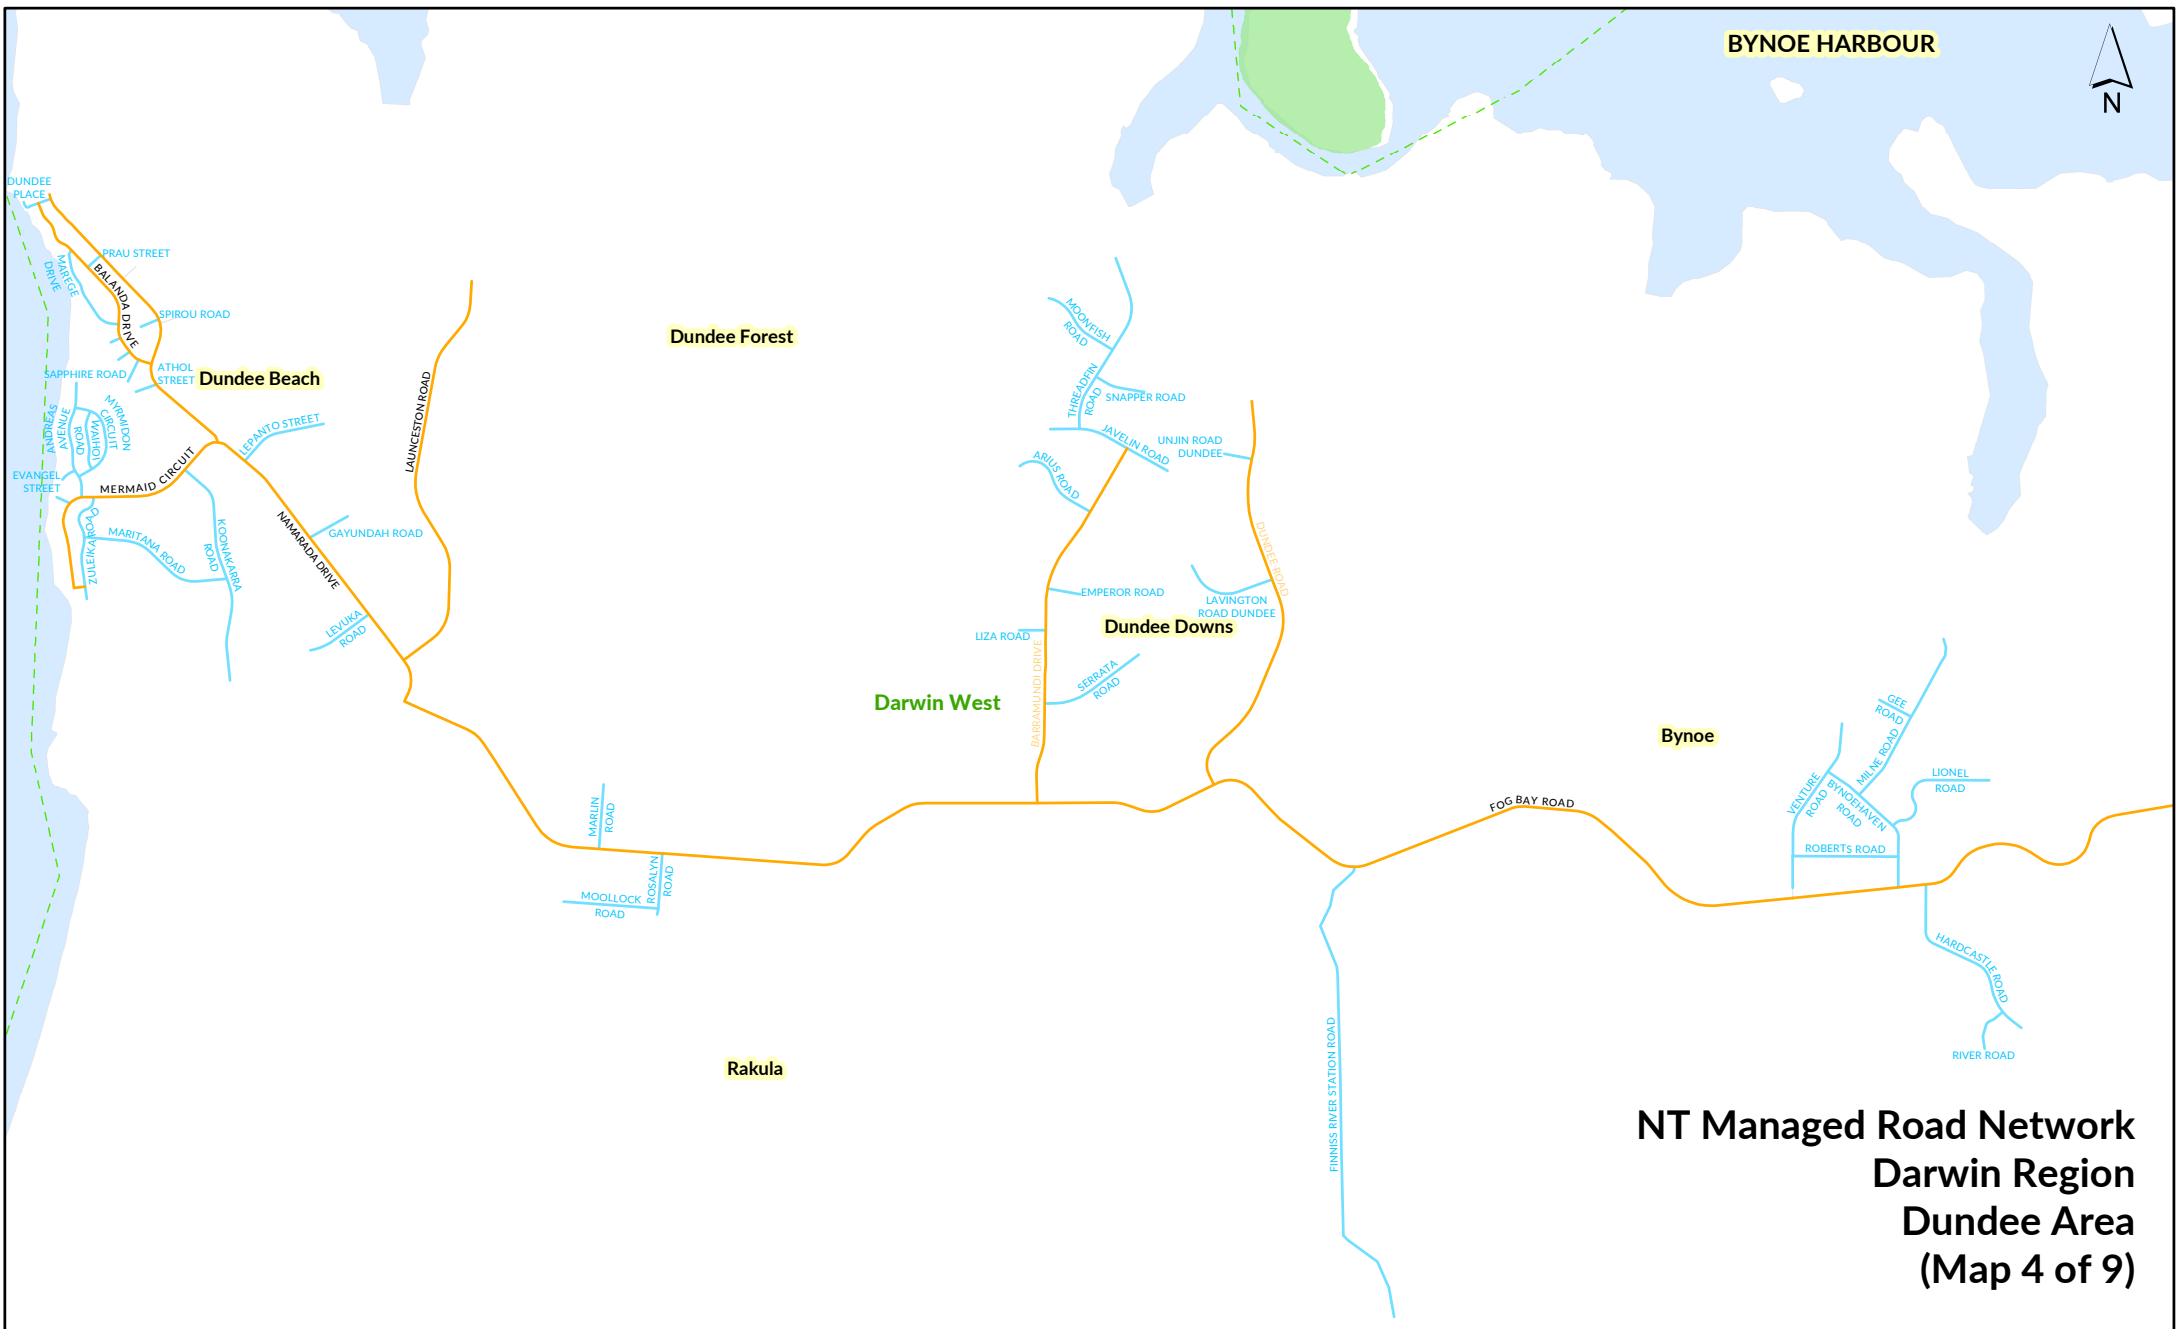 BYNOE HARBOUR
N
DUNDEE
PLACE
PRAU STREET
MAREGE
DRIVE
BALANDA DRIVE
SPIROU ROAD
SAPPHIRE ROAD
ATHOL
STREET
Dundee Beach
Dundee Forest
ANDREAS
AVENUE
WAIHOI
ROAD
MYRMIDON
CIRCUIT
LEPANTO STREET
LAUNCESTON ROAD
EVANGEL
STREET
MERMAID CIRCUIT
ZULEIKA ROAD
MARITANA ROAD
KOONAKARRA
ROAD
NAMARADA DRIVE
GAYUNDAH ROAD
LEVUKA
ROAD
MOONFISH
ROAD
THREADFIN
ROAD
SNAPPER ROAD
JAVELIN ROAD
UNJIN ROAD
DUNDEE
ARIUS ROAD
DUNDEE ROAD
EMPEROR ROAD
LAVINGTON
ROAD DUNDEE
LIZA ROAD
Dundee Downs
BARRAMUNDI DRIVE
SERRATA
ROAD
Darwin West
Bynoe
GEE
ROAD
MILNE ROAD
VENTURE
ROAD
BYNOEHAVEN
ROAD
LIONEL
ROAD
ROBERTS ROAD
FOG BAY ROAD
MARLIN
ROAD
ROSALYN
ROAD
MOOLLOCK
ROAD
HARDCASTLE ROAD
RIVER ROAD
FINNISS RIVER STATION ROAD
Rakula
NT Managed Road Network
Darwin Region
Dundee Area
(Map 4 of 9)